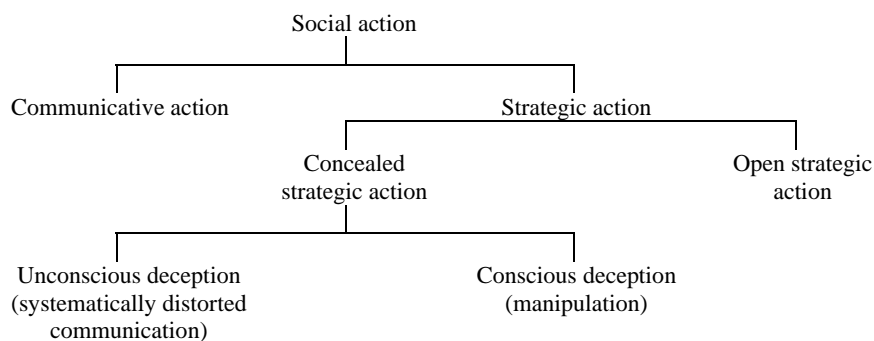 Social action
Communicative action
Strategic action
Concealed
strategic action
Open strategic
action
Unconscious deception
(systematically distorted
communication)
Conscious deception
(manipulation)